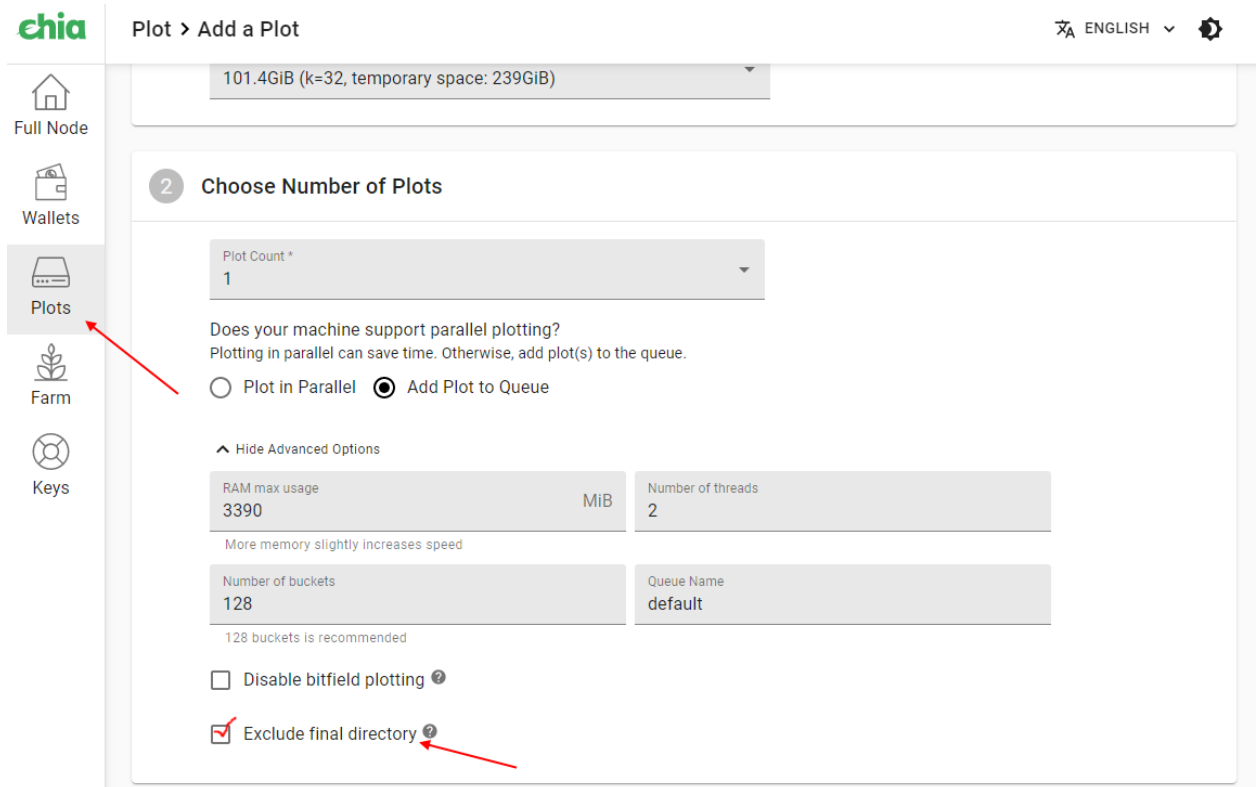 chia
Plot > Add a Plot
ENGLISH
101.4GiB (k=32, temporary space: 239GiB)
Full Node
Wallets
Plots
Farm
Keys
2 Choose Number of Plots
Plot Count *
1
Does your machine support parallel plotting?
Plotting in parallel can save time. Otherwise, add plot(s) to the queue.
Plot in Parallel Add Plot to Queue
Hide Advanced Options
RAM max usage
3390 MiB
More memory slightly increases speed
Number of threads
2
Number of buckets
128
128 buckets is recommended
Queue Name
default
Disable bitfield plotting ?
Exclude final directory ?